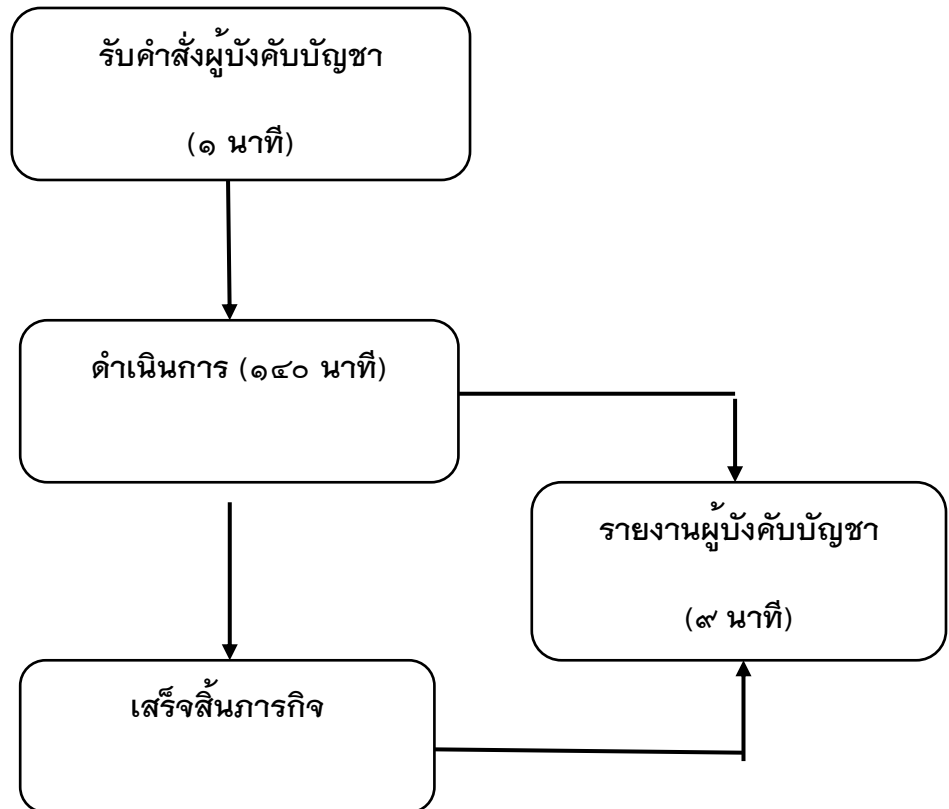 รับคำสั่งผู้บังคับบัญชา
(๑ นาที)
ดำเนินการ (๑๔๐ นาที)
รายงานผู้บังคับบัญชา
(๙ นาที)
เสร็จสิ้นภารกิจ